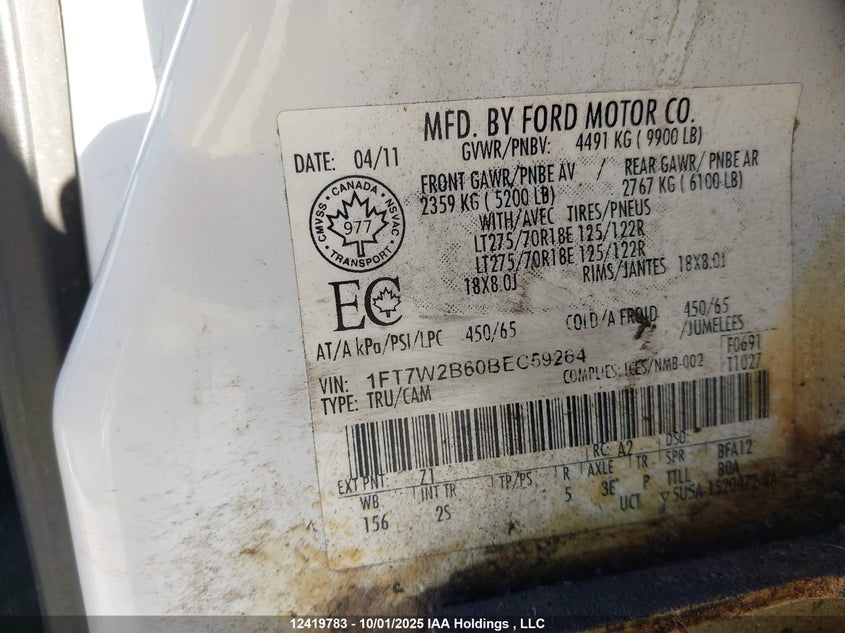 MFD. BY FORD MOTOR CO.
GVWR/PNBV: 4491 KG ( 9900 LB)
DATE: 04/11
FRONT GAWR/PNBE AV / REAR GAWR/ PNBE AR
2359 KG ( 5200 LB) 2767 KG ( 6100 LB)
WITH/AVEC TIRES/PNEUS
LT275/70R18E 125/122R
LT275/70R18E 125/122R
18X8.0J RIMS/JANTES 18X8.0J
CANADA
CMVSS NSVAC
977
TRANSPORT
EC
AT/A kPa/PSI/LPC 450/65 COLD/A FROID 450/65
/JUMELEES
VIN: 1FT7W2B60BEC59264
COMPLIES: ICES/NMB-002
F0691
T1027
TYPE: TRU/CAM
RC: A2 DSO:
EXT PNT: Z1 AXLE TR SPR BFA12
WB INT TR TP/PS R 3E P TTLL BOA
156 2S 5 UCT
12419783 - 10/01/2025 IAA Holdings , LLC